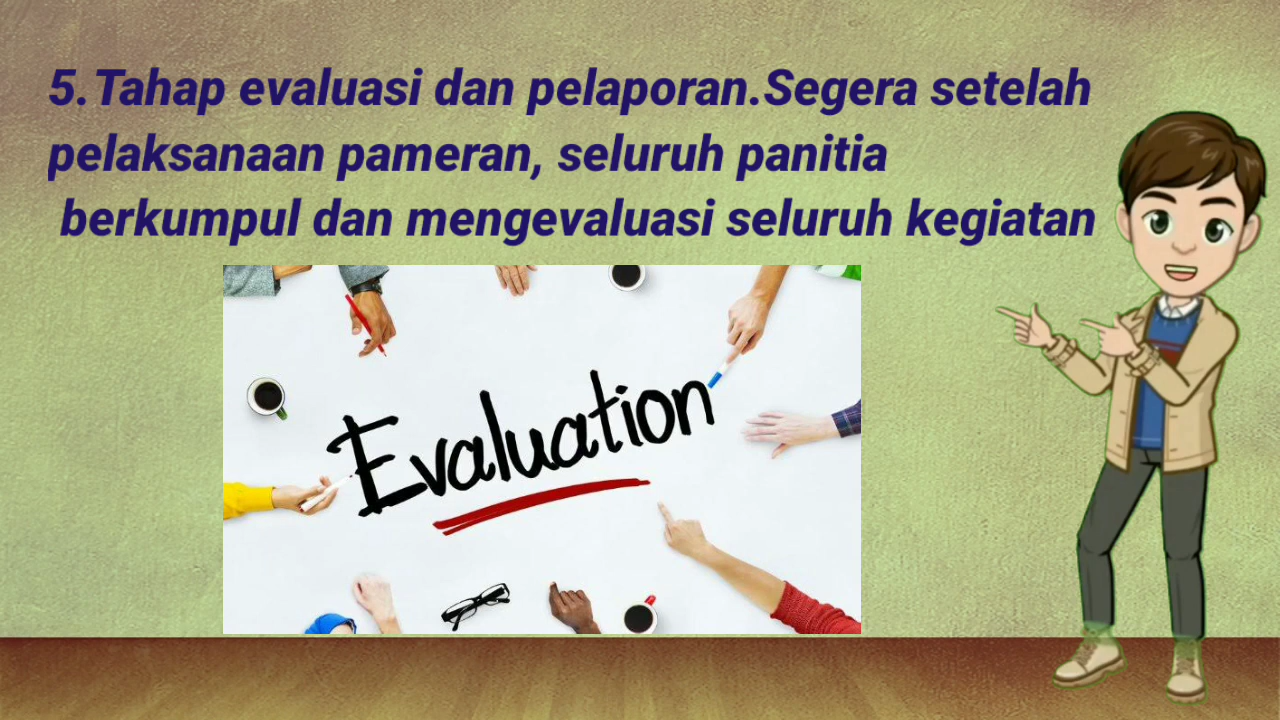 5.Tahap evaluasi dan pelaporan.Segera setelah
pelaksanaan pameran, seluruh panitia
berkumpul dan mengevaluasi seluruh kegiatan
Evaluation